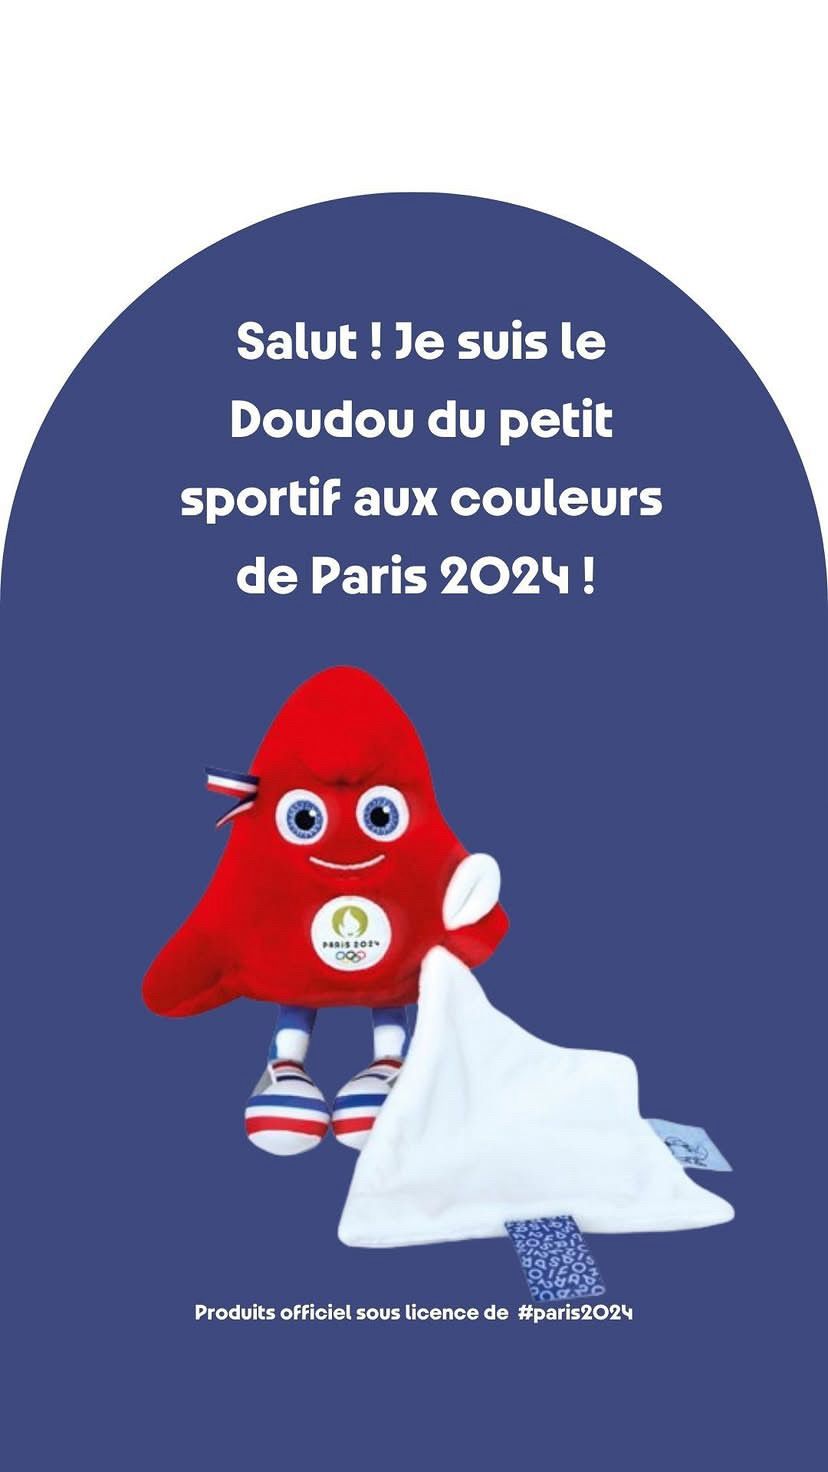 Salut ! Je suis le
Doudou du petit
sportif aux couleurs
de Paris 2024 !
PARIS 2024
Produits officiel sous licence de #paris2024